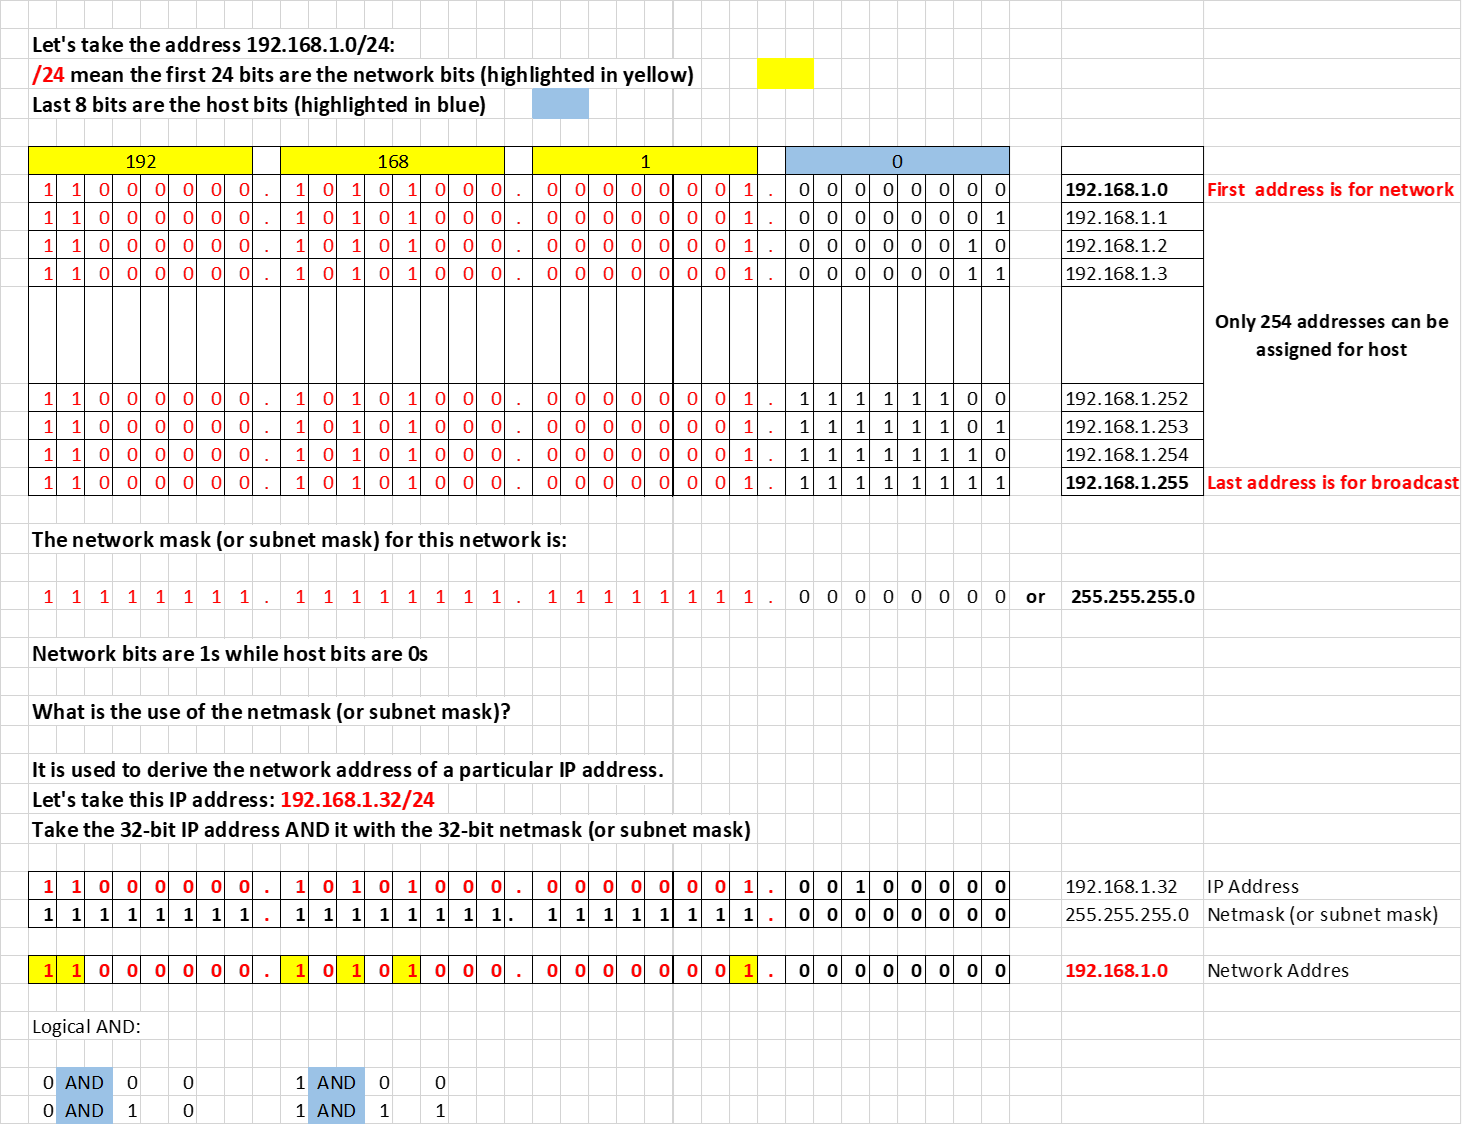 Let's take the address 192.168.1.0/24:
/24 mean the first 24 bits are the network bits (highlighted in yellow)
Last 8 bits are the host bits (highlighted in blue)
192 168 1 0
1 1 0 0 0 0 0 0 . 1 0 1 0 1 0 0 0 . 0 0 0 0 0 0 0 1 . 0 0 0 0 0 0 0 0 192.168.1.0 First address is for network
1 1 0 0 0 0 0 0 . 1 0 1 0 1 0 0 0 . 0 0 0 0 0 0 0 1 . 0 0 0 0 0 0 0 1 192.168.1.1
1 1 0 0 0 0 0 0 . 1 0 1 0 1 0 0 0 . 0 0 0 0 0 0 0 1 . 0 0 0 0 0 0 1 0 192.168.1.2
1 1 0 0 0 0 0 0 . 1 0 1 0 1 0 0 0 . 0 0 0 0 0 0 0 1 . 0 0 0 0 0 0 1 1 192.168.1.3
Only 254 addresses can be
assigned for host
1 1 0 0 0 0 0 0 . 1 0 1 0 1 0 0 0 . 0 0 0 0 0 0 0 1 . 1 1 1 1 1 1 0 0 192.168.1.252
1 1 0 0 0 0 0 0 . 1 0 1 0 1 0 0 0 . 0 0 0 0 0 0 0 1 . 1 1 1 1 1 1 0 1 192.168.1.253
1 1 0 0 0 0 0 0 . 1 0 1 0 1 0 0 0 . 0 0 0 0 0 0 0 1 . 1 1 1 1 1 1 1 0 192.168.1.254
1 1 0 0 0 0 0 0 . 1 0 1 0 1 0 0 0 . 0 0 0 0 0 0 0 1 . 1 1 1 1 1 1 1 1 192.168.1.255 Last address is for broadcast
The network mask (or subnet mask) for this network is:
1 1 1 1 1 1 1 1 . 1 1 1 1 1 1 1 1 . 1 1 1 1 1 1 1 1 . 0 0 0 0 0 0 0 0 or 255.255.255.0
Network bits are 1s while host bits are 0s
What is the use of the netmask (or subnet mask)?
It is used to derive the network address of a particular IP address.
Let's take this IP address: 192.168.1.32/24
Take the 32-bit IP address AND it with the 32-bit netmask (or subnet mask)
1 1 0 0 0 0 0 0 . 1 0 1 0 1 0 0 0 . 0 0 0 0 0 0 0 1 . 0 0 1 0 0 0 0 0 192.168.1.32 IP Address
1 1 1 1 1 1 1 1 . 1 1 1 1 1 1 1 1 . 1 1 1 1 1 1 1 1 . 0 0 0 0 0 0 0 0 255.255.255.0 Netmask (or subnet mask)
1 1 0 0 0 0 0 0 . 1 0 1 0 1 0 0 0 . 0 0 0 0 0 0 0 1 . 0 0 0 0 0 0 0 0 192.168.1.0 Network Addres
Logical AND:
0 AND 0 0 1 AND 0 0
0 AND 1 0 1 AND 1 1